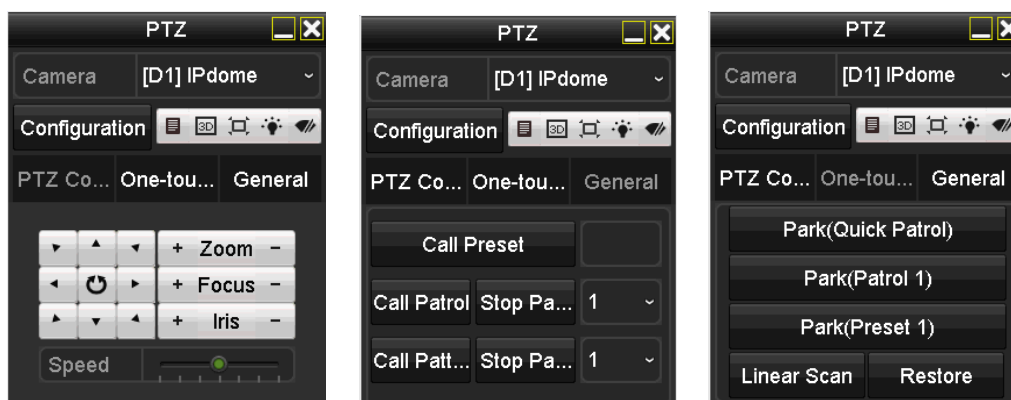 PTZ
Camera [D1] IPdome
Configuration 3D
PTZ Co... One-tou... General
+ Zoom -
+ Focus -
+ Iris -
Speed
PTZ
Camera [D1] IPdome
Configuration 3D
PTZ Co... One-tou... General
Call Preset
Call Patrol Stop Pa... 1
Call Patt... Stop Pa... 1
PTZ
Camera [D1] IPdome
Configuration 3D
PTZ Co... One-tou... General
Park(Quick Patrol)
Park(Patrol 1)
Park(Preset 1)
Linear Scan Restore